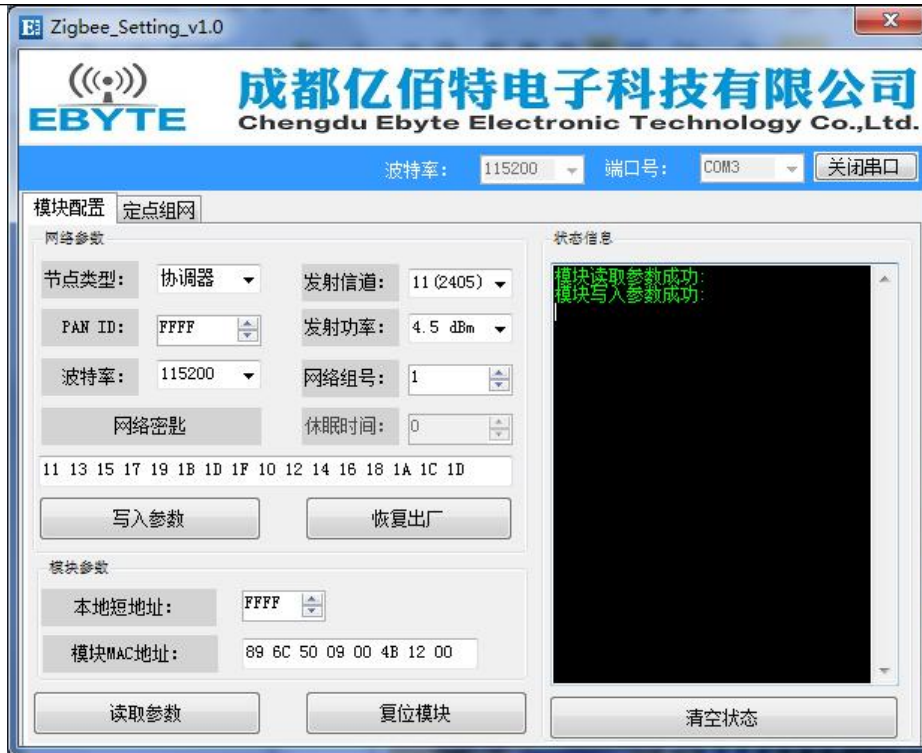 Zigbee_Setting_v1.0
EBYTE
成都亿佰特电子科技有限公司
Chengdu Ebyte Electronic Technology Co.,Ltd.
波特率: 115200 端口号: COM3 关闭串口
模块配置 定点组网
网络参数
节点类型: 协调器 发射信道: 11(2405)
PAN ID: FFFF 发射功率: 4.5 dBm
波特率: 115200 网络组号: 1
网络密匙 休眠时间: 0
11 13 15 17 19 1B 1D 1F 10 12 14 16 18 1A 1C 1D
写入参数 恢复出厂
模块参数
本地短地址: FFFF
模块MAC地址: 89 6C 50 09 00 4B 12 00
读取参数 复位模块
状态信息
模块读取参数成功:
模块写入参数成功:
清空状态